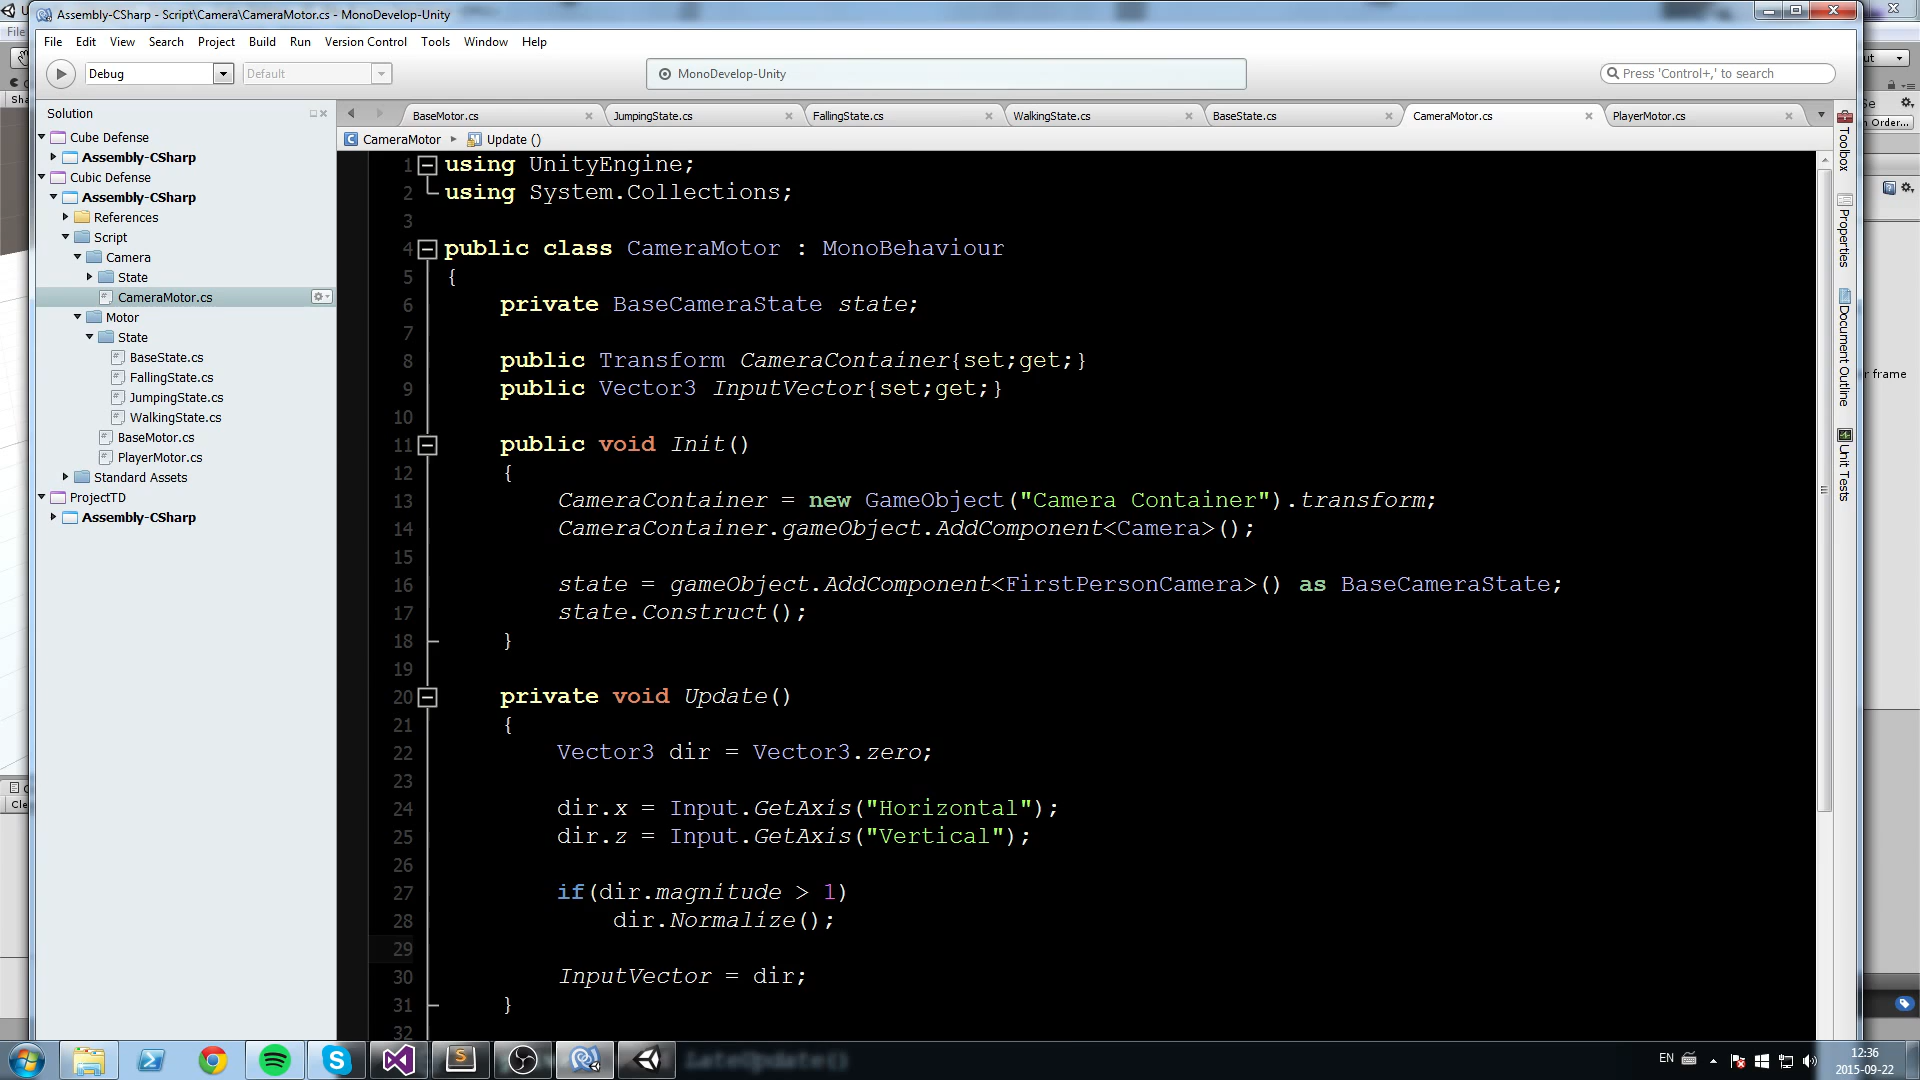 Assembly-CSharp - Script\Camera\CameraMotor.cs - MonoDevelop-Unity
File Edit View Search Project Build Run Version Control Tools Window Help
Debug
Default
MonoDevelop-Unity
Press 'Control+,' to search
Solution
Cube Defense
Assembly-CSharp
Cubic Defense
Assembly-CSharp
References
Script
Camera
State
CameraMotor.cs
Motor
State
BaseState.cs
FallingState.cs
JumpingState.cs
WalkingState.cs
BaseMotor.cs
PlayerMotor.cs
Standard Assets
ProjectTD
Assembly-CSharp
BaseMotor.cs JumpingState.cs FallingState.cs WalkingState.cs BaseState.cs CameraMotor.cs PlayerMotor.cs
CameraMotor Update ()
1 using UnityEngine;
2 using System.Collections;
3
4 public class CameraMotor : MonoBehaviour
5 {
6 private BaseCameraState state;
7
8 public Transform CameraContainer{set;get;}
9 public Vector3 InputVector{set;get;}
10
11 public void Init()
12 {
13 CameraContainer = new GameObject("Camera Container").transform;
14 CameraContainer.gameObject.AddComponent<Camera>();
15
16 state = gameObject.AddComponent<FirstPersonCamera>() as BaseCameraState;
17 state.Construct();
18 }
19
20 private void Update()
21 {
22 Vector3 dir = Vector3.zero;
23
24 dir.x = Input.GetAxis("Horizontal");
25 dir.z = Input.GetAxis("Vertical");
26
27 if(dir.magnitude > 1)
28 dir.Normalize();
29
30 InputVector = dir;
31 }
32
LateUpdate()
Toolbox
Properties
Document Outline
Unit Tests
n Order...
r frame
EN
12:36
2015-09-22